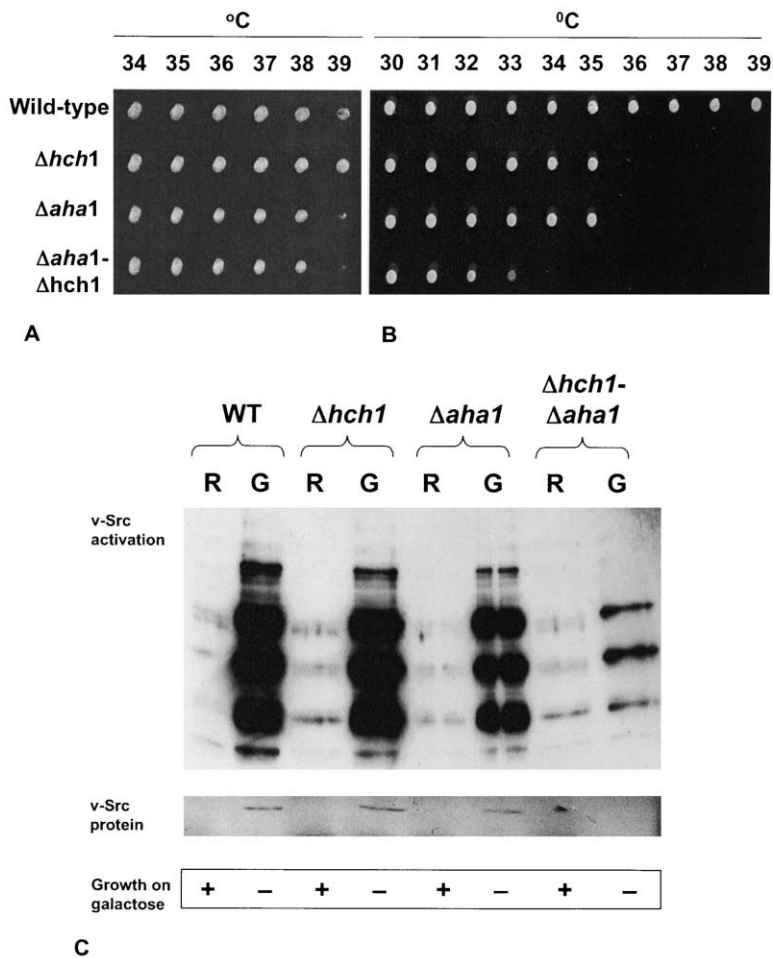 °C
⁰C
34 35 36 37 38 39
30 31 32 33 34 35 36 37 38 39
Wild-type
Δhch1
Δaha1
Δaha1-
Δhch1
A
B
WT
Δhch1
Δaha1
Δhch1-
Δaha1
R G R G R G R G
v-Src
activation
v-Src
protein
Growth on
galactose
+ − + − + − + −
C